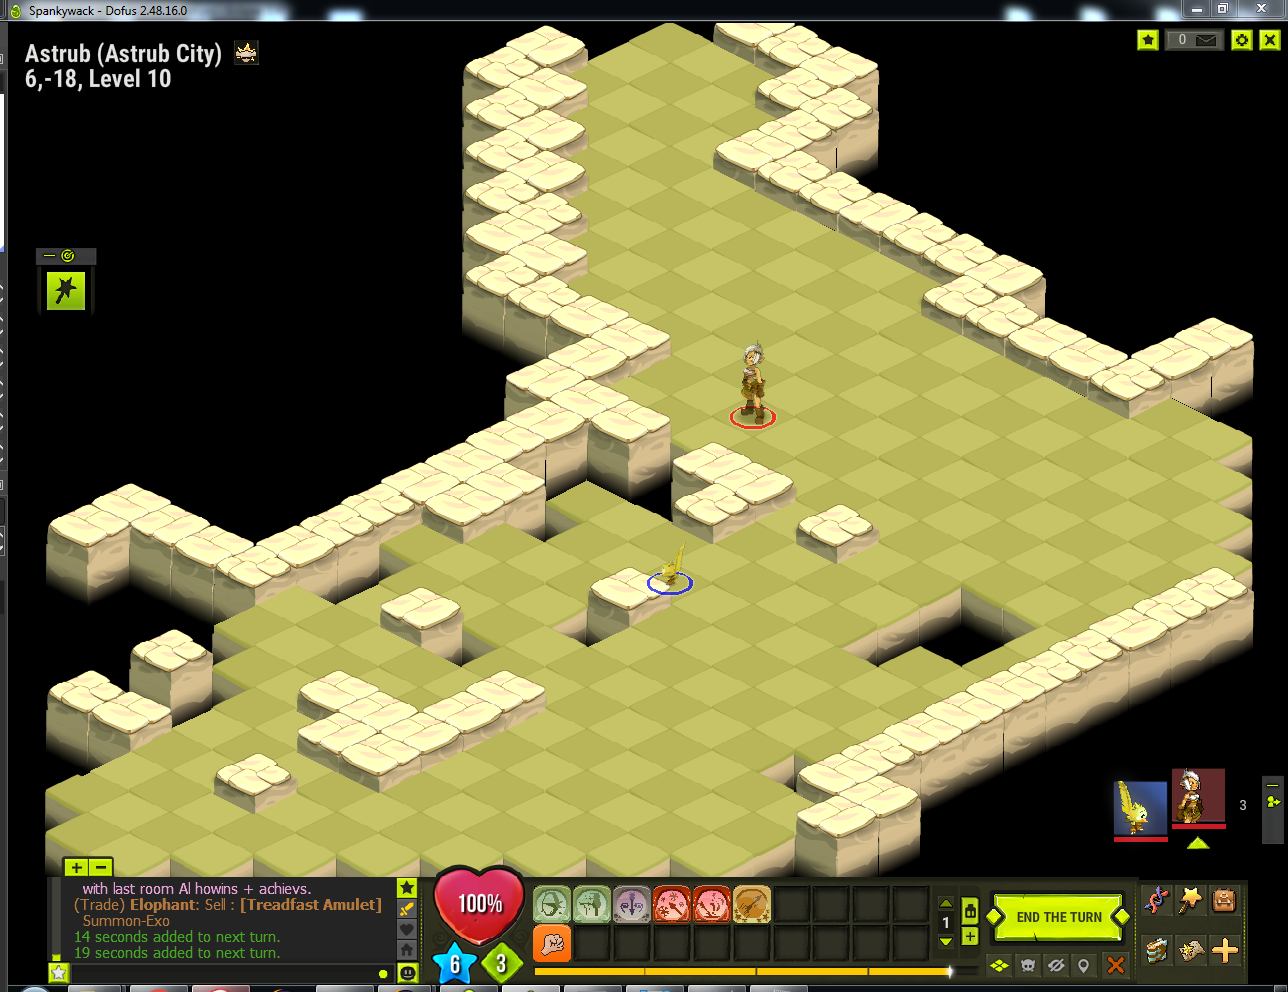 Spankywack - Dofus 2.48.16.0
Astrub (Astrub City)
6,-18, Level 10
0
3
with last room Al howins + achievs.
(Trade) Elophant: Sell : [Treadfast Amulet]
Summon-Exo
14 seconds added to next turn.
19 seconds added to next turn.
100%
6
3
1
END THE TURN